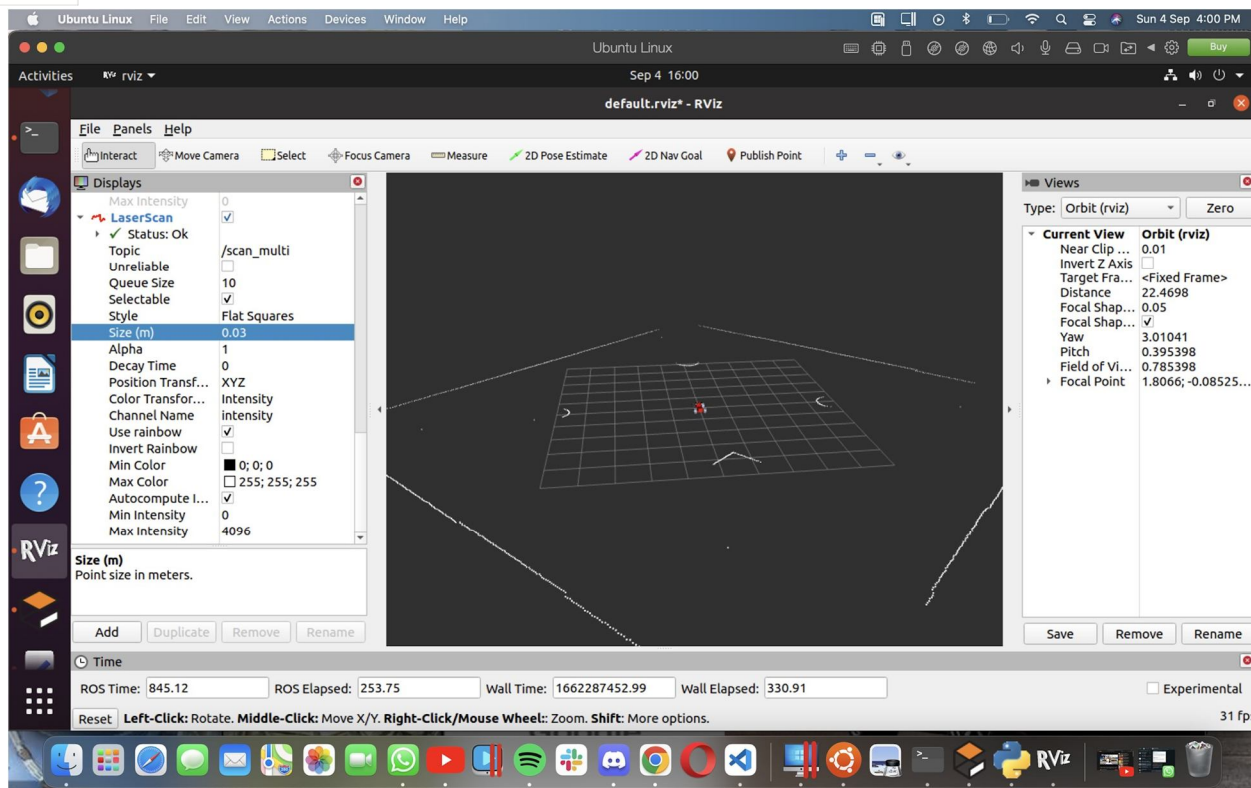 Ubuntu Linux File Edit View Actions Devices Window Help Sun 4 Sep 4:00 PM
Ubuntu Linux Buy
Activities RViz rviz Sep 4 16:00
default.rviz* - RViz
File Panels Help
Interact Move Camera Select Focus Camera Measure 2D Pose Estimate 2D Nav Goal Publish Point
Displays
Max Intensity 0
LaserScan
Status: Ok
Topic /scan_multi
Unreliable
Queue Size 10
Selectable
Style Flat Squares
Size (m) 0.03
Alpha 1
Decay Time 0
Position Transf... XYZ
Color Transfor... Intensity
Channel Name intensity
Use rainbow
Invert Rainbow
Min Color 0; 0; 0
Max Color 255; 255; 255
Autocompute I...
Min Intensity 0
Max Intensity 4096
Size (m)
Point size in meters.
Add Duplicate Remove Rename
Views
Type: Orbit (rviz) Zero
Current View Orbit (rviz)
Near Clip ... 0.01
Invert Z Axis
Target Fra... <Fixed Frame>
Distance 22.4698
Focal Shap... 0.05
Focal Shap...
Yaw 3.01041
Pitch 0.395398
Field of Vi... 0.785398
Focal Point 1.8066; -0.08525...
Save Remove Rename
Time
ROS Time: 845.12 ROS Elapsed: 253.75 Wall Time: 1662287452.99 Wall Elapsed: 330.91 Experimental
Reset Left-Click: Rotate. Middle-Click: Move X/Y. Right-Click/Mouse Wheel:: Zoom. Shift: More options. 31 fp
RViz
RViz